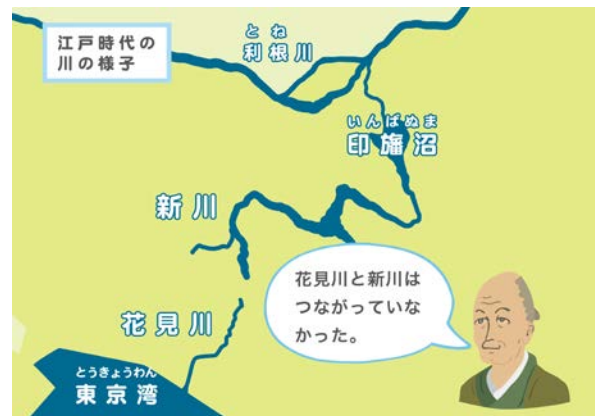 江戸時代の
川の様子
とね
利根川
いんばぬま
印旛沼
新川
花見川と新川は
つながっていな
かった。
花見川
とうきょうわん
東京湾